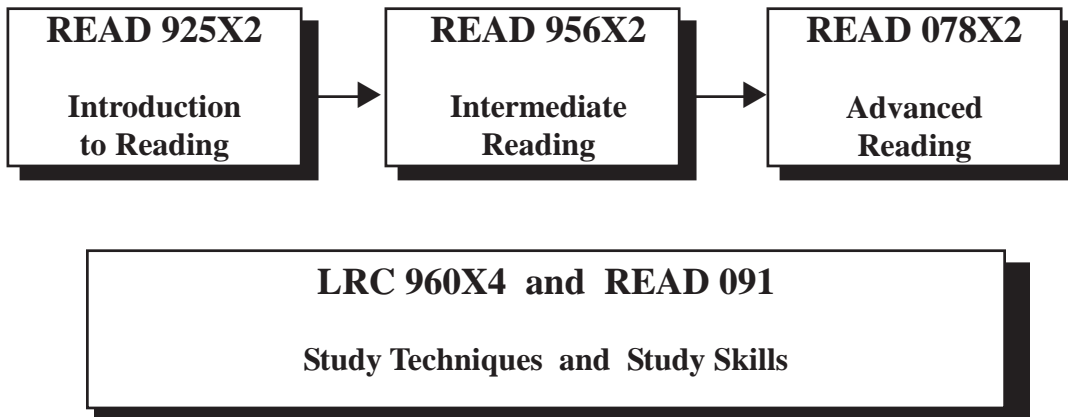 READ 925X2
Introduction
to Reading
READ 956X2
Intermediate
Reading
READ 078X2
Advanced
Reading
LRC 960X4 and READ 091
Study Techniques and Study Skills